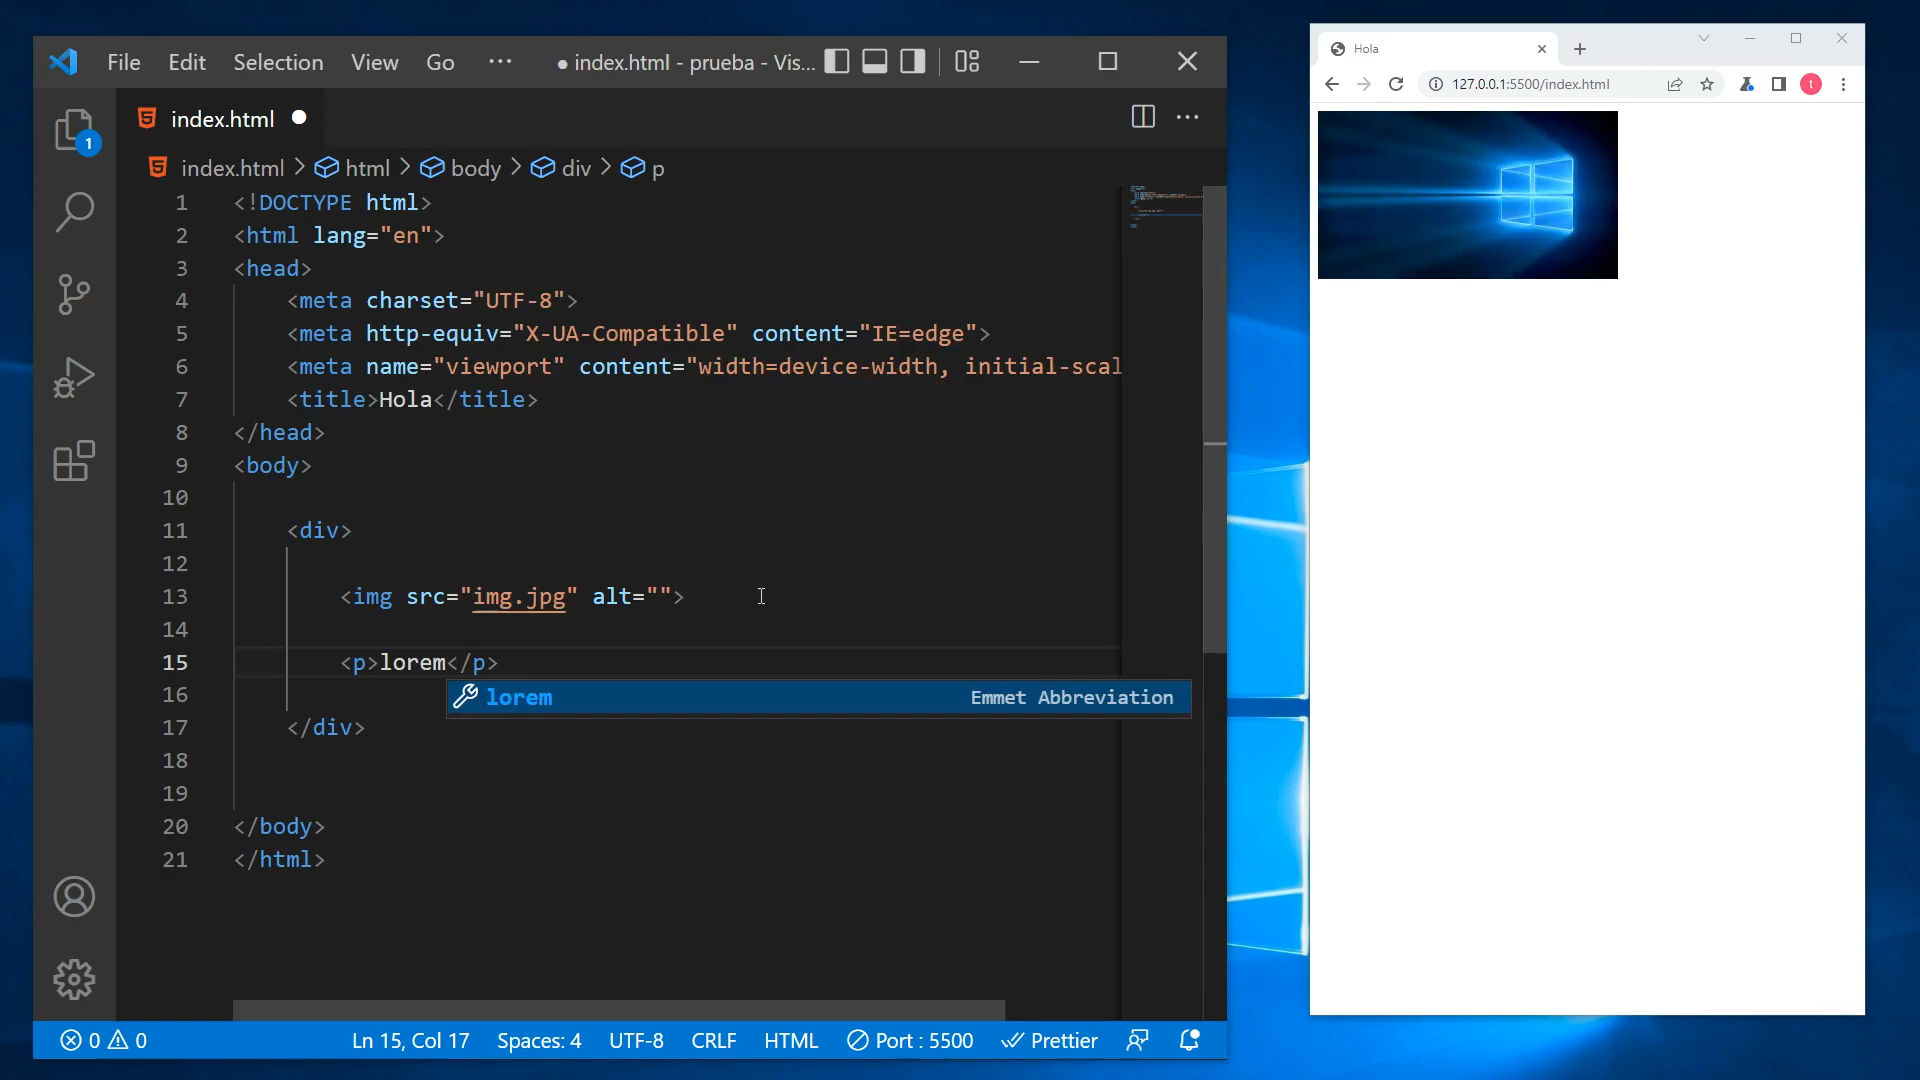 File Edit Selection View Go ··· ● index.html - prueba - Vis...
index.html
index.html > html > body > div > p
1 <!DOCTYPE html>
2 <html lang="en">
3 <head>
4 <meta charset="UTF-8">
5 <meta http-equiv="X-UA-Compatible" content="IE=edge">
6 <meta name="viewport" content="width=device-width, initial-scal
7 <title>Hola</title>
8 </head>
9 <body>
10
11 <div>
12
13 <img src="img.jpg" alt="">
14
15 <p>lorem</p>
lorem Emmet Abbreviation
16
17 </div>
18
19
20 </body>
21 </html>
1
0 0 Ln 15, Col 17 Spaces: 4 UTF-8 CRLF HTML Port : 5500 Prettier
Hola
127.0.0.1:5500/index.html
t